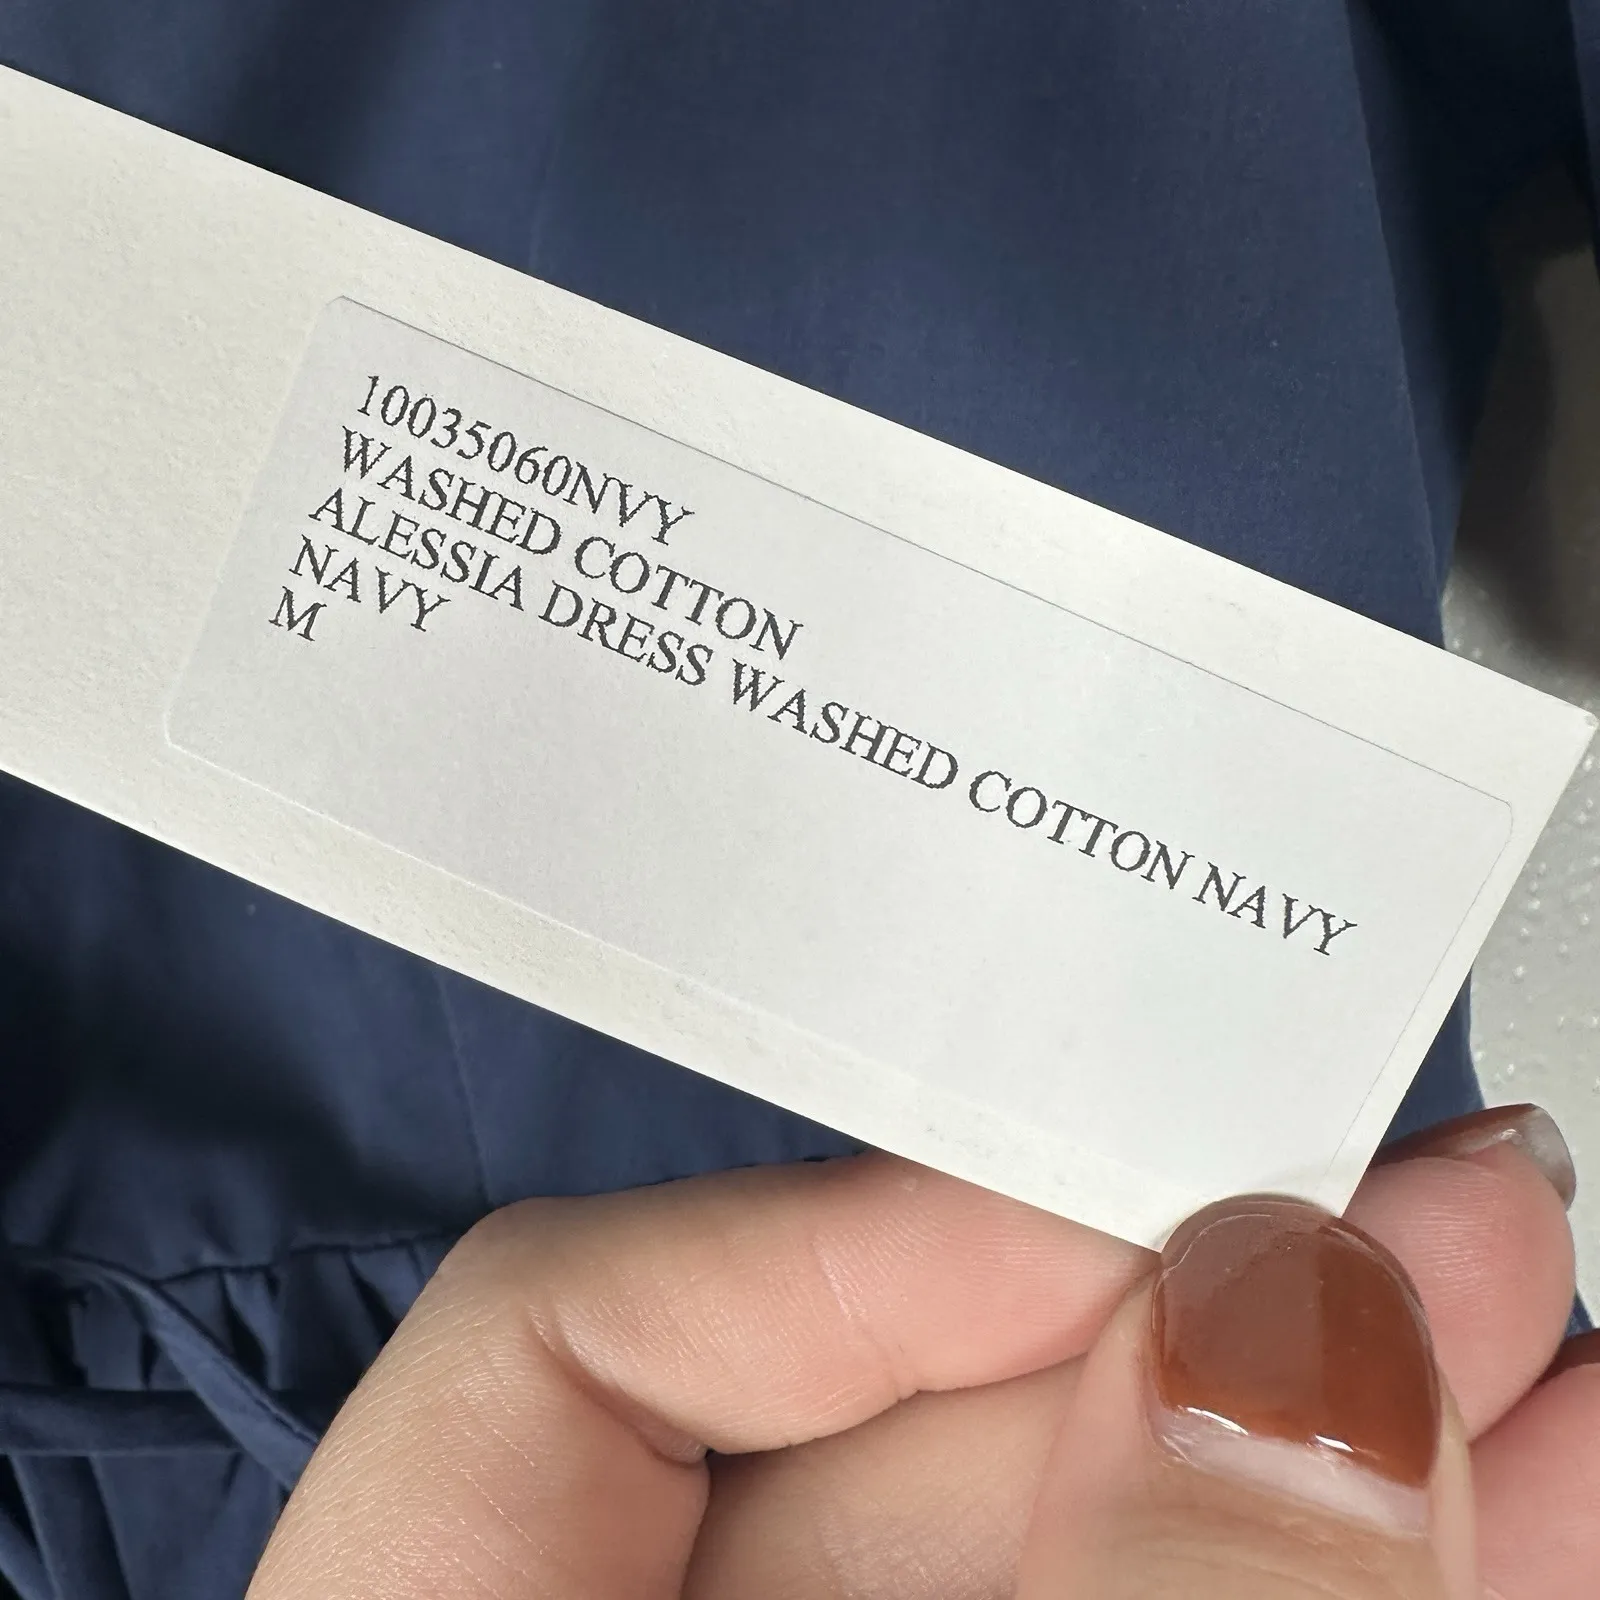 10035060NVY
WASHED COTTON
ALESSIA DRESS WASHED COTTON NAVY
NAVY
M